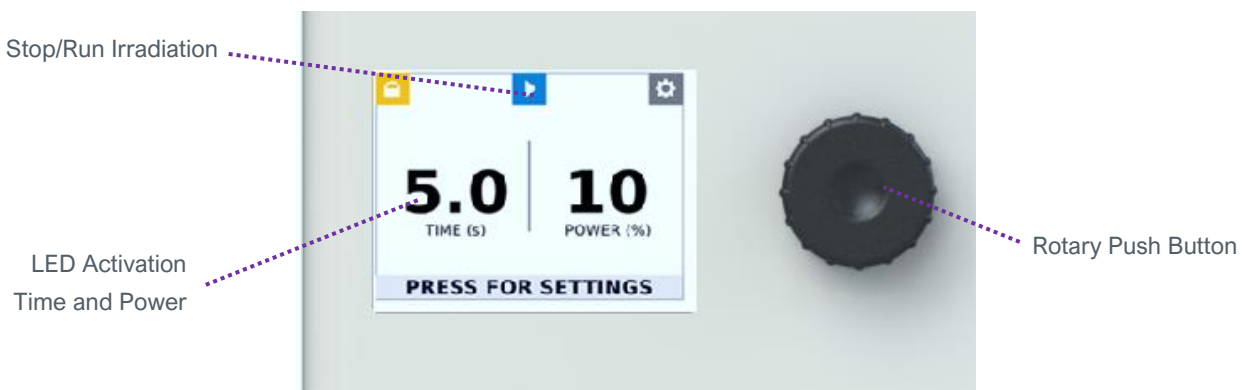 Stop/Run Irradiation
5.0
10
TIME (s)
POWER (%)
LED Activation
Time and Power
Rotary Push Button
PRESS FOR SETTINGS